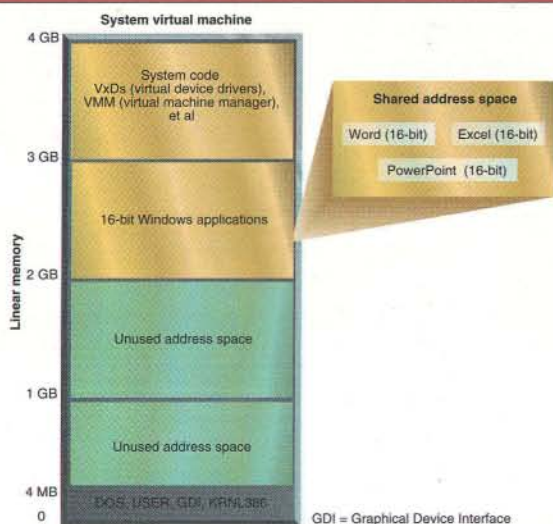 System virtual machine
4 GB
System code
VxDs (virtual device drivers),
VMM (virtual machine manager),
et al
3 GB
16-bit Windows applications
2 GB
Unused address space
1 GB
Unused address space
4 MB
DOS, USER, GDI, KRNL386
0
Linear memory
Shared address space
Word (16-bit)
Excel (16-bit)
PowerPoint (16-bit)
GDI = Graphical Device Interface